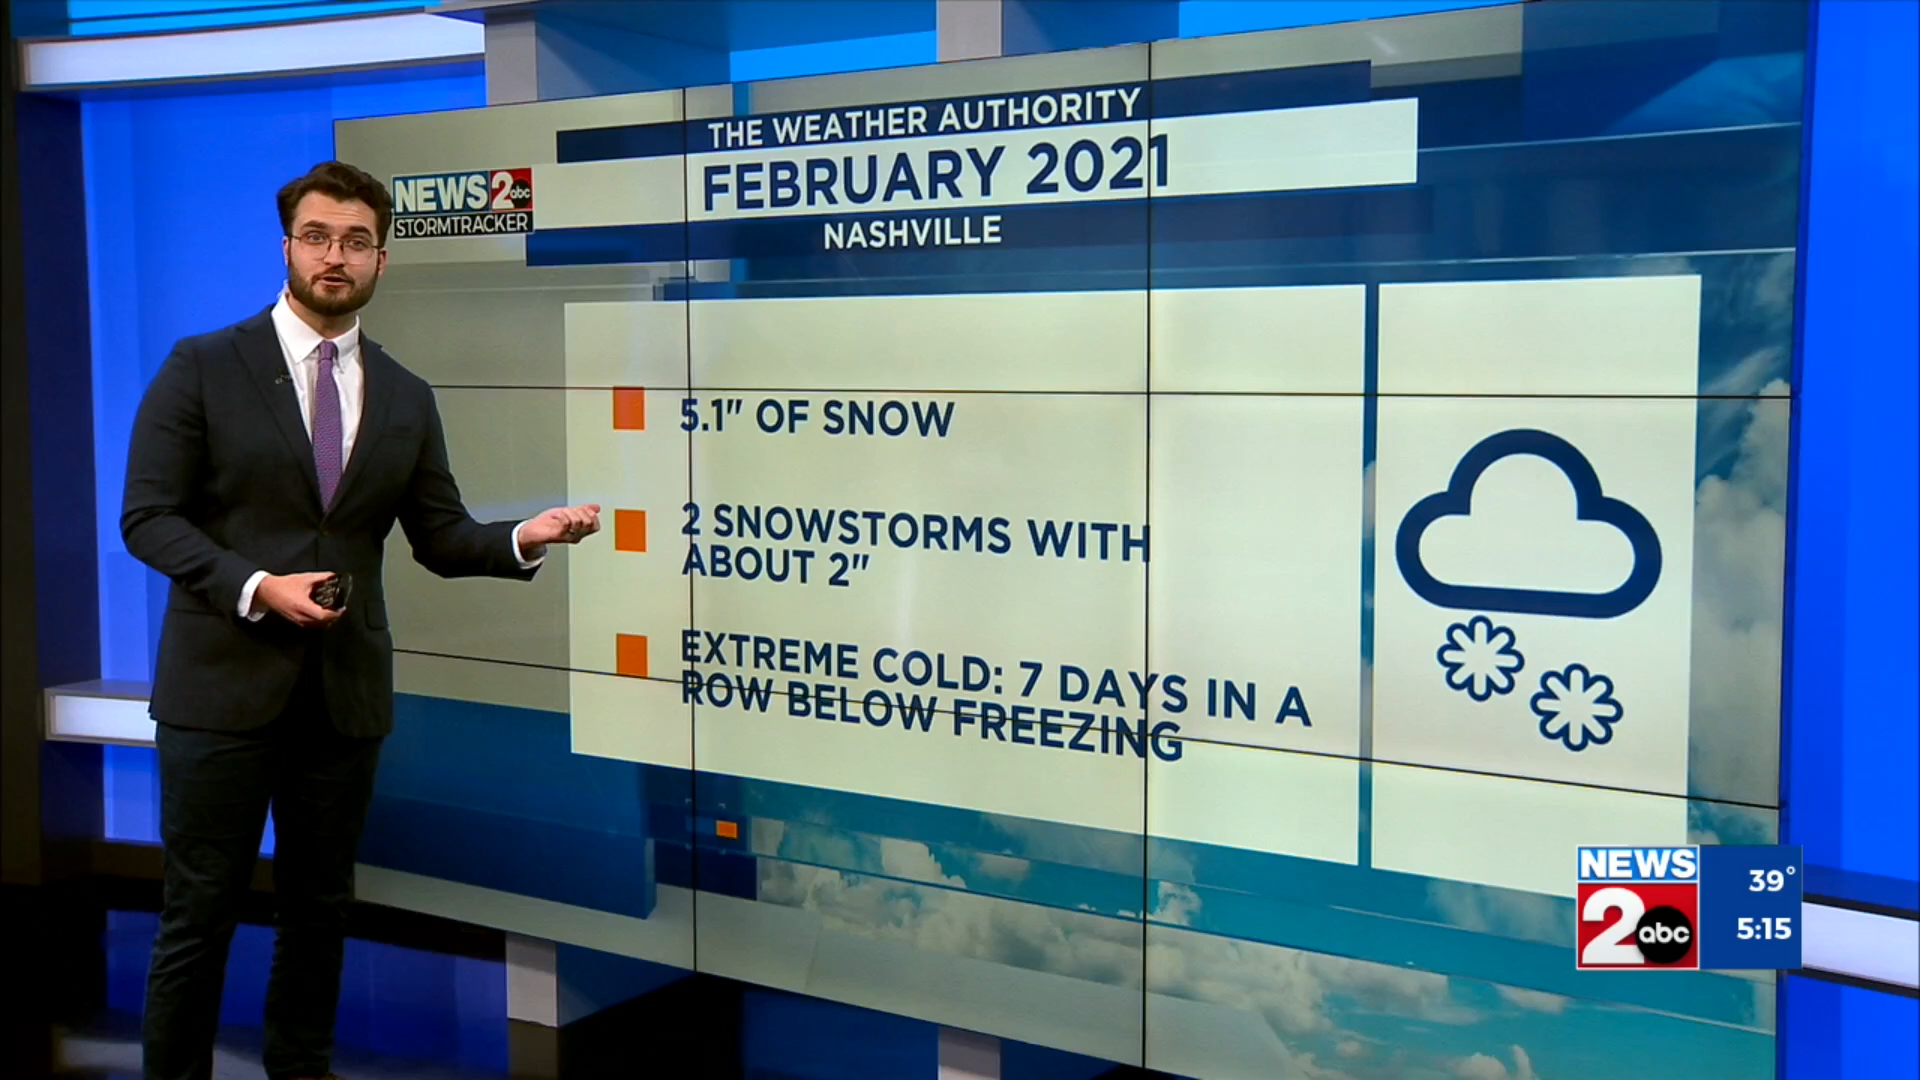 THE WEATHER AUTHORITY
FEBRUARY 2021
NASHVILLE
NEWS 2 abc
STORMTRACKER
5.1" OF SNOW
2 SNOWSTORMS WITH
ABOUT 2"
EXTREME COLD: 7 DAYS IN A
ROW BELOW FREEZING
NEWS
2 abc
39°
5:15